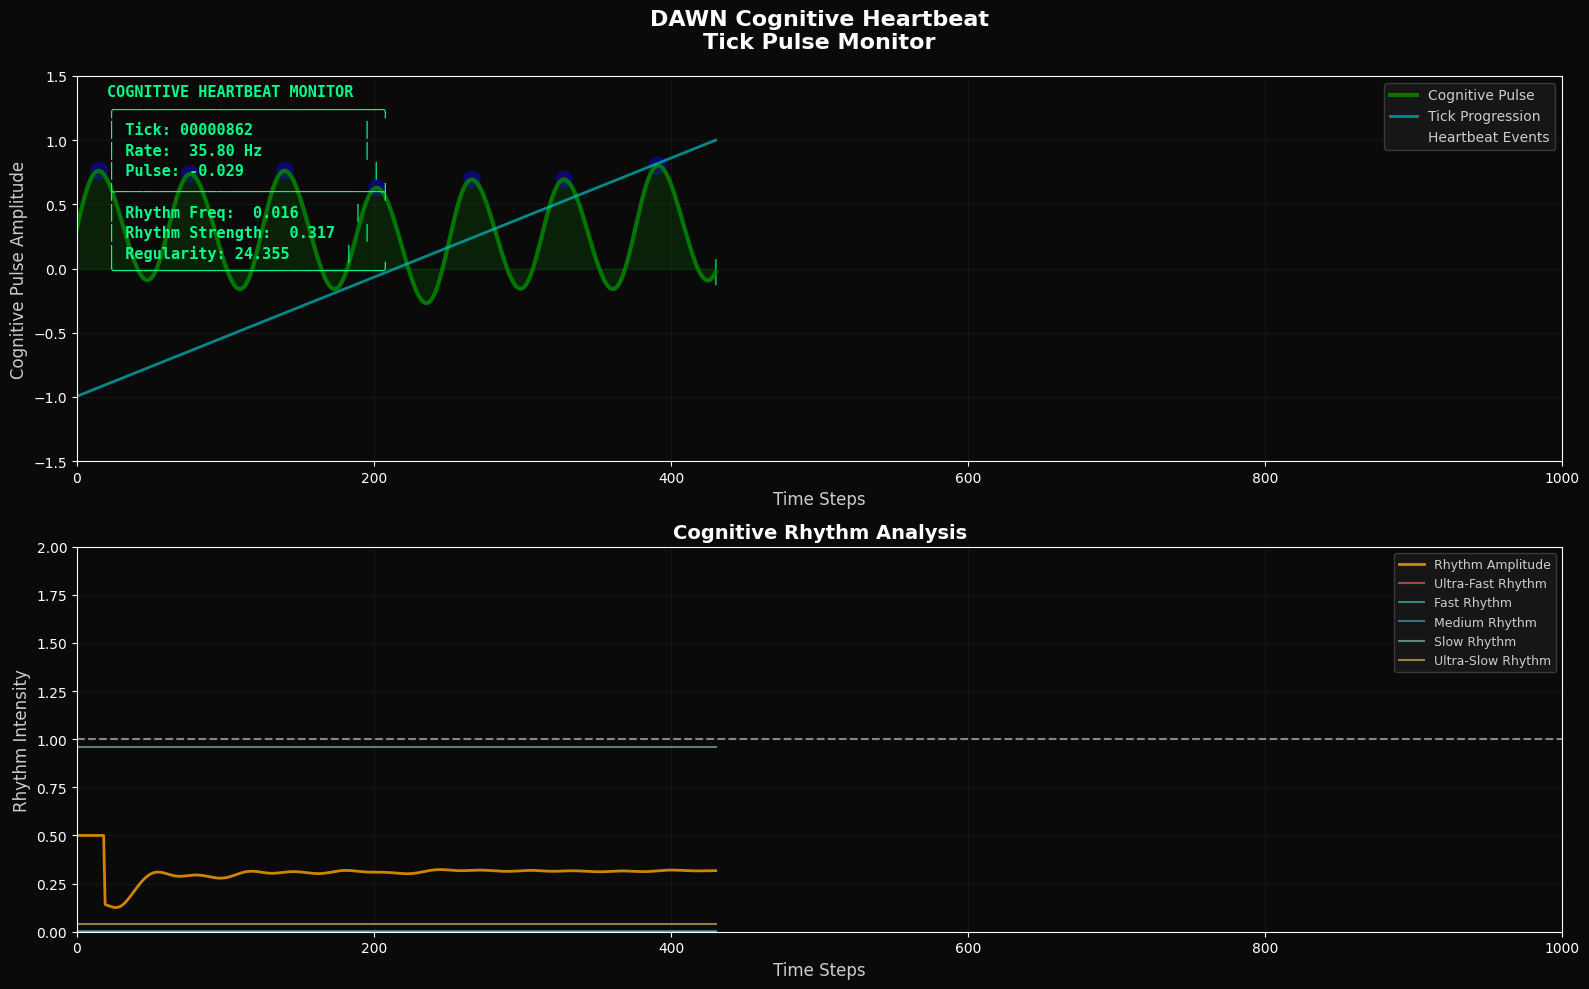 DAWN Cognitive Heartbeat
Tick Pulse Monitor
COGNITIVE HEARTBEAT MONITOR
Tick: 00000862
Rate:  35.80 Hz
Pulse: -0.029
Rhythm Freq:  0.016
Rhythm Strength:  0.317
Regularity: 24.355
Cognitive Pulse
Tick Progression
Heartbeat Events
Cognitive Pulse Amplitude
1.5
1.0
0.5
0.0
−0.5
−1.0
−1.5
0 200 400 600 800 1000
Time Steps
Cognitive Rhythm Analysis
Rhythm Amplitude
Ultra-Fast Rhythm
Fast Rhythm
Medium Rhythm
Slow Rhythm
Ultra-Slow Rhythm
Rhythm Intensity
2.00
1.75
1.50
1.25
1.00
0.75
0.50
0.25
0.00
0 200 400 600 800 1000
Time Steps